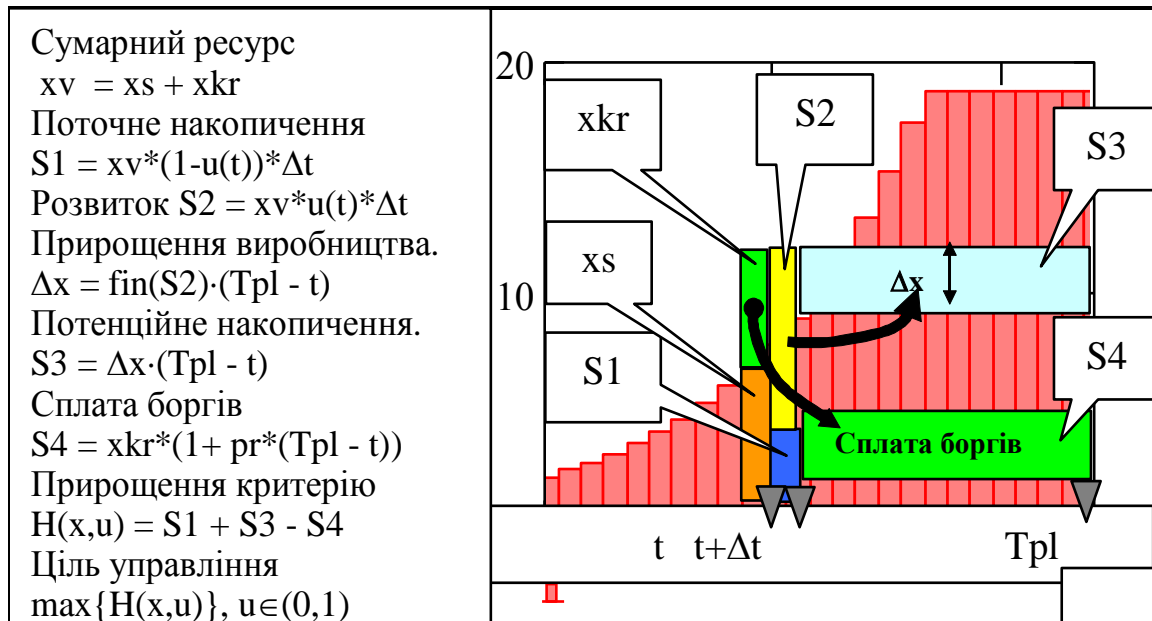 Сумарний ресурс
xv = xs + xkr
Поточне накопичення
S1 = xv*(1-u(t))*Δt
Розвиток S2 = xv*u(t)*Δt
Прирощення виробництва.
Δx = fin(S2)·(Tpl - t)
Потенційне накопичення.
S3 = Δx·(Tpl - t)
Сплата боргів
S4 = xkr*(1+ pr*(Tpl - t))
Прирощення критерію
H(x,u) = S1 + S3 - S4
Ціль управління
max{H(x,u)}, u∈(0,1)
20
10
xkr
S2
S3
xs
Δx
S1
S4
Сплата боргів
t t+Δt Tpl